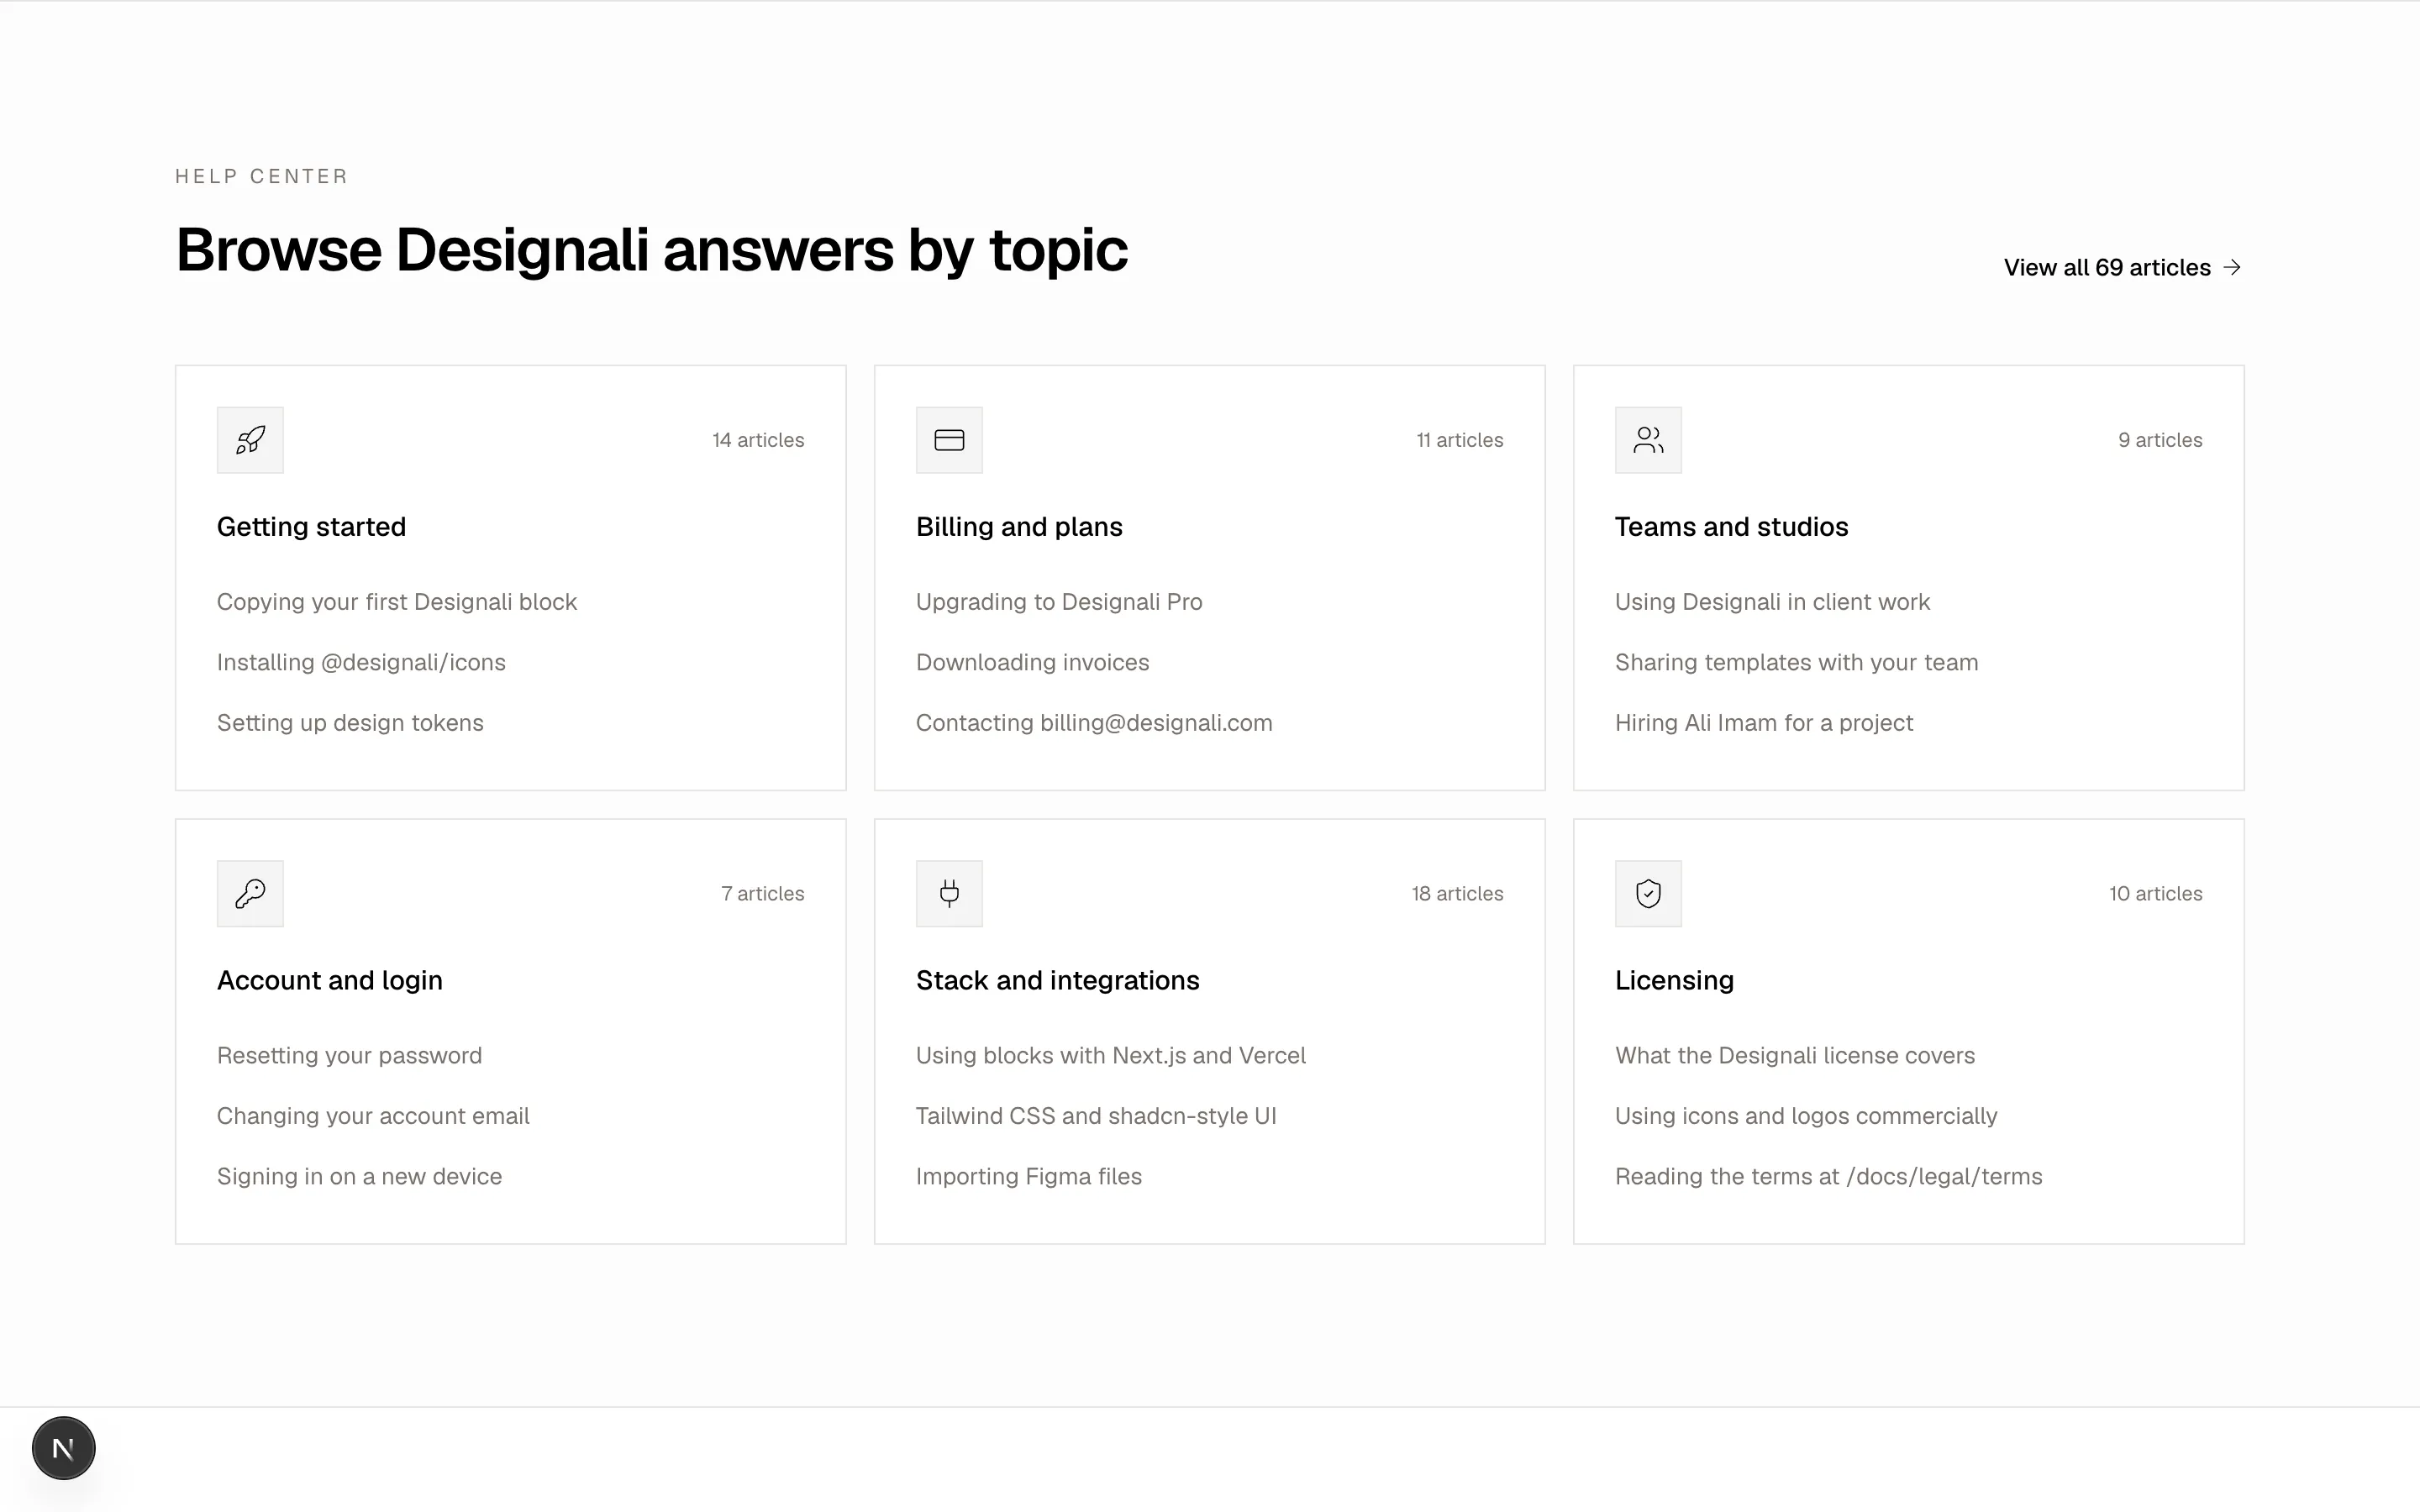 HELP CENTER
Browse Designali answers by topic
View all 69 articles →
14 articles
Getting started
Copying your first Designali block
Installing @designali/icons
Setting up design tokens
11 articles
Billing and plans
Upgrading to Designali Pro
Downloading invoices
Contacting billing@designali.com
9 articles
Teams and studios
Using Designali in client work
Sharing templates with your team
Hiring Ali Imam for a project
7 articles
Account and login
Resetting your password
Changing your account email
Signing in on a new device
18 articles
Stack and integrations
Using blocks with Next.js and Vercel
Tailwind CSS and shadcn-style UI
Importing Figma files
10 articles
Licensing
What the Designali license covers
Using icons and logos commercially
Reading the terms at /docs/legal/terms
N